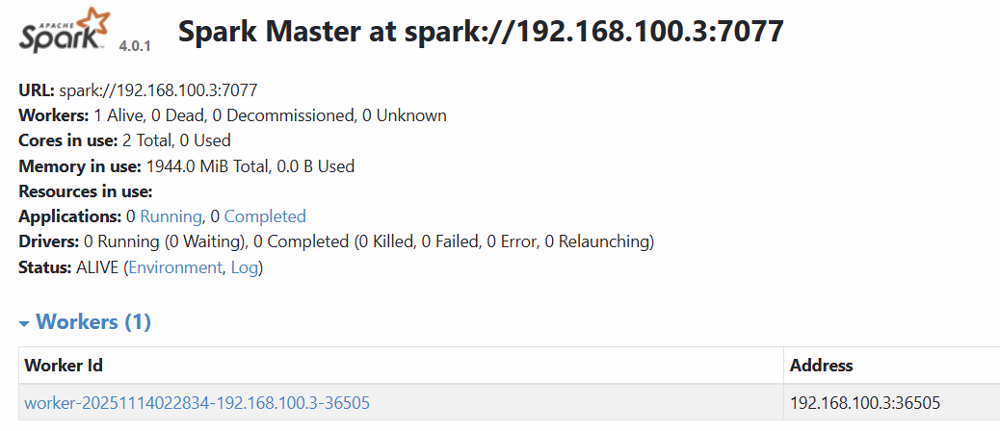 APACHE
Spark 4.0.1 Spark Master at spark://192.168.100.3:7077
URL: spark://192.168.100.3:7077
Workers: 1 Alive, 0 Dead, 0 Decommissioned, 0 Unknown
Cores in use: 2 Total, 0 Used
Memory in use: 1944.0 MiB Total, 0.0 B Used
Resources in use:
Applications: 0 Running, 0 Completed
Drivers: 0 Running (0 Waiting), 0 Completed (0 Killed, 0 Failed, 0 Error, 0 Relaunching)
Status: ALIVE (Environment, Log)
Workers (1)
Worker Id Address
worker-20251114022834-192.168.100.3-36505 192.168.100.3:36505